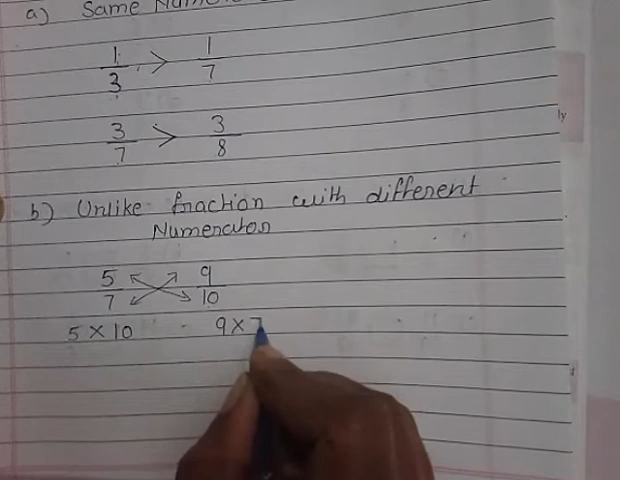 a) Same
1/3 > 1/7
3/7 > 3/8
b) Unlike fraction with different
Numerator
5/7 9/10
5 × 10 9 × 7